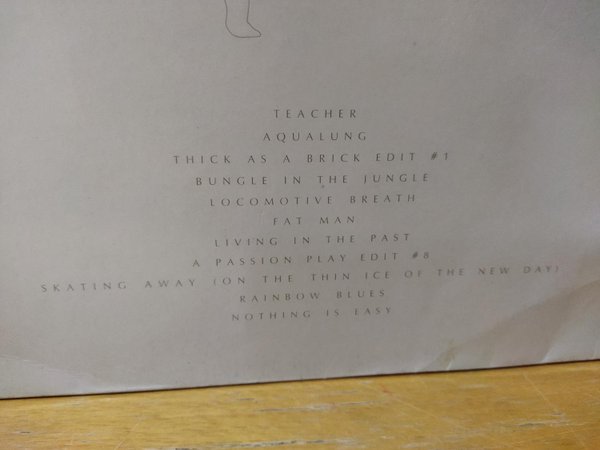 TEACHER
AQUALUNG
THICK AS A BRICK EDIT #1
BUNGLE IN THE JUNGLE
LOCOMOTIVE BREATH
FAT MAN
LIVING IN THE PAST
A PASSION PLAY EDIT #8
SKATING AWAY (ON THE THIN ICE OF THE NEW DAY)
RAINBOW BLUES
NOTHING IS EASY